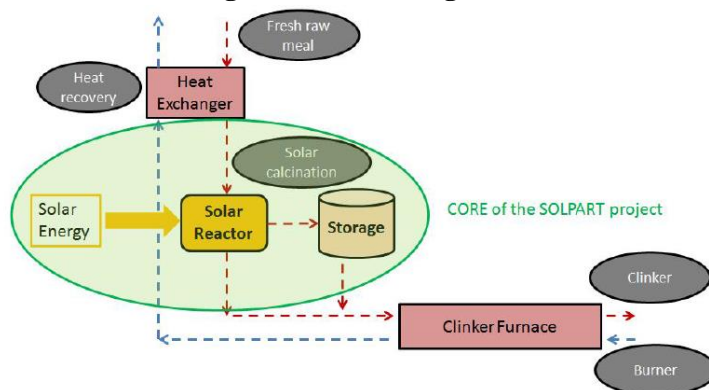 Fresh raw
meal
Heat
recovery
Heat
Exchanger
Solar
calcination
Solar
Energy
Solar
Reactor
Storage
CORE of the SOLPART project
Clinker
Clinker Furnace
Burner